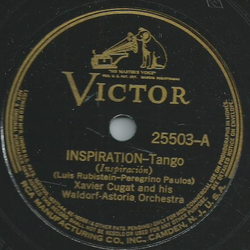 "HIS MASTER'S VOICE"
VICTOR
25503-A
INSPIRATION-Tango
(Inspiración)
(Luis Rubistein-Peregrino Paulos)
Xavier Cugat and his
Waldorf-Astoria Orchestra
RCA MANUFACTURING CO., INC., CAMDEN, N. J., U.S.A.